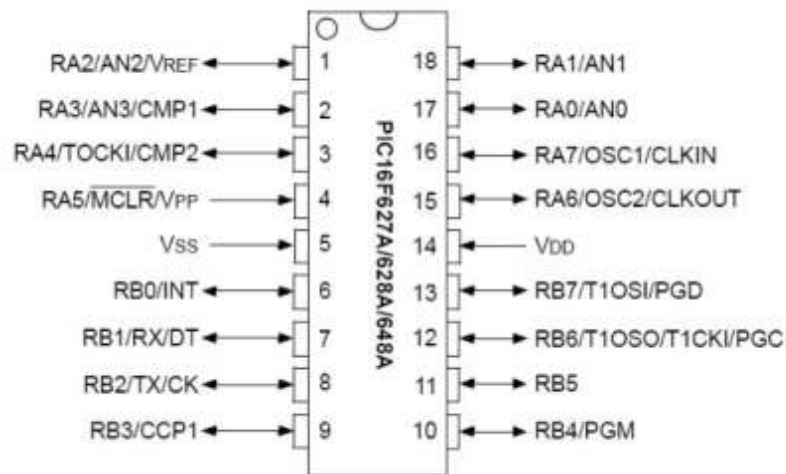 RA2/AN2/VREF 1 18 RA1/AN1
RA3/AN3/CMP1 2 17 RA0/AN0
RA4/TOCKI/CMP2 3 16 RA7/OSC1/CLKIN
RA5/MCLR/VPP 4 15 RA6/OSC2/CLKOUT
VSS 5 14 VDD
RB0/INT 6 13 RB7/T1OSI/PGD
RB1/RX/DT 7 12 RB6/T1OSO/T1CKI/PGC
RB2/TX/CK 8 11 RB5
RB3/CCP1 9 10 RB4/PGM
PIC16F627A/628A/648A